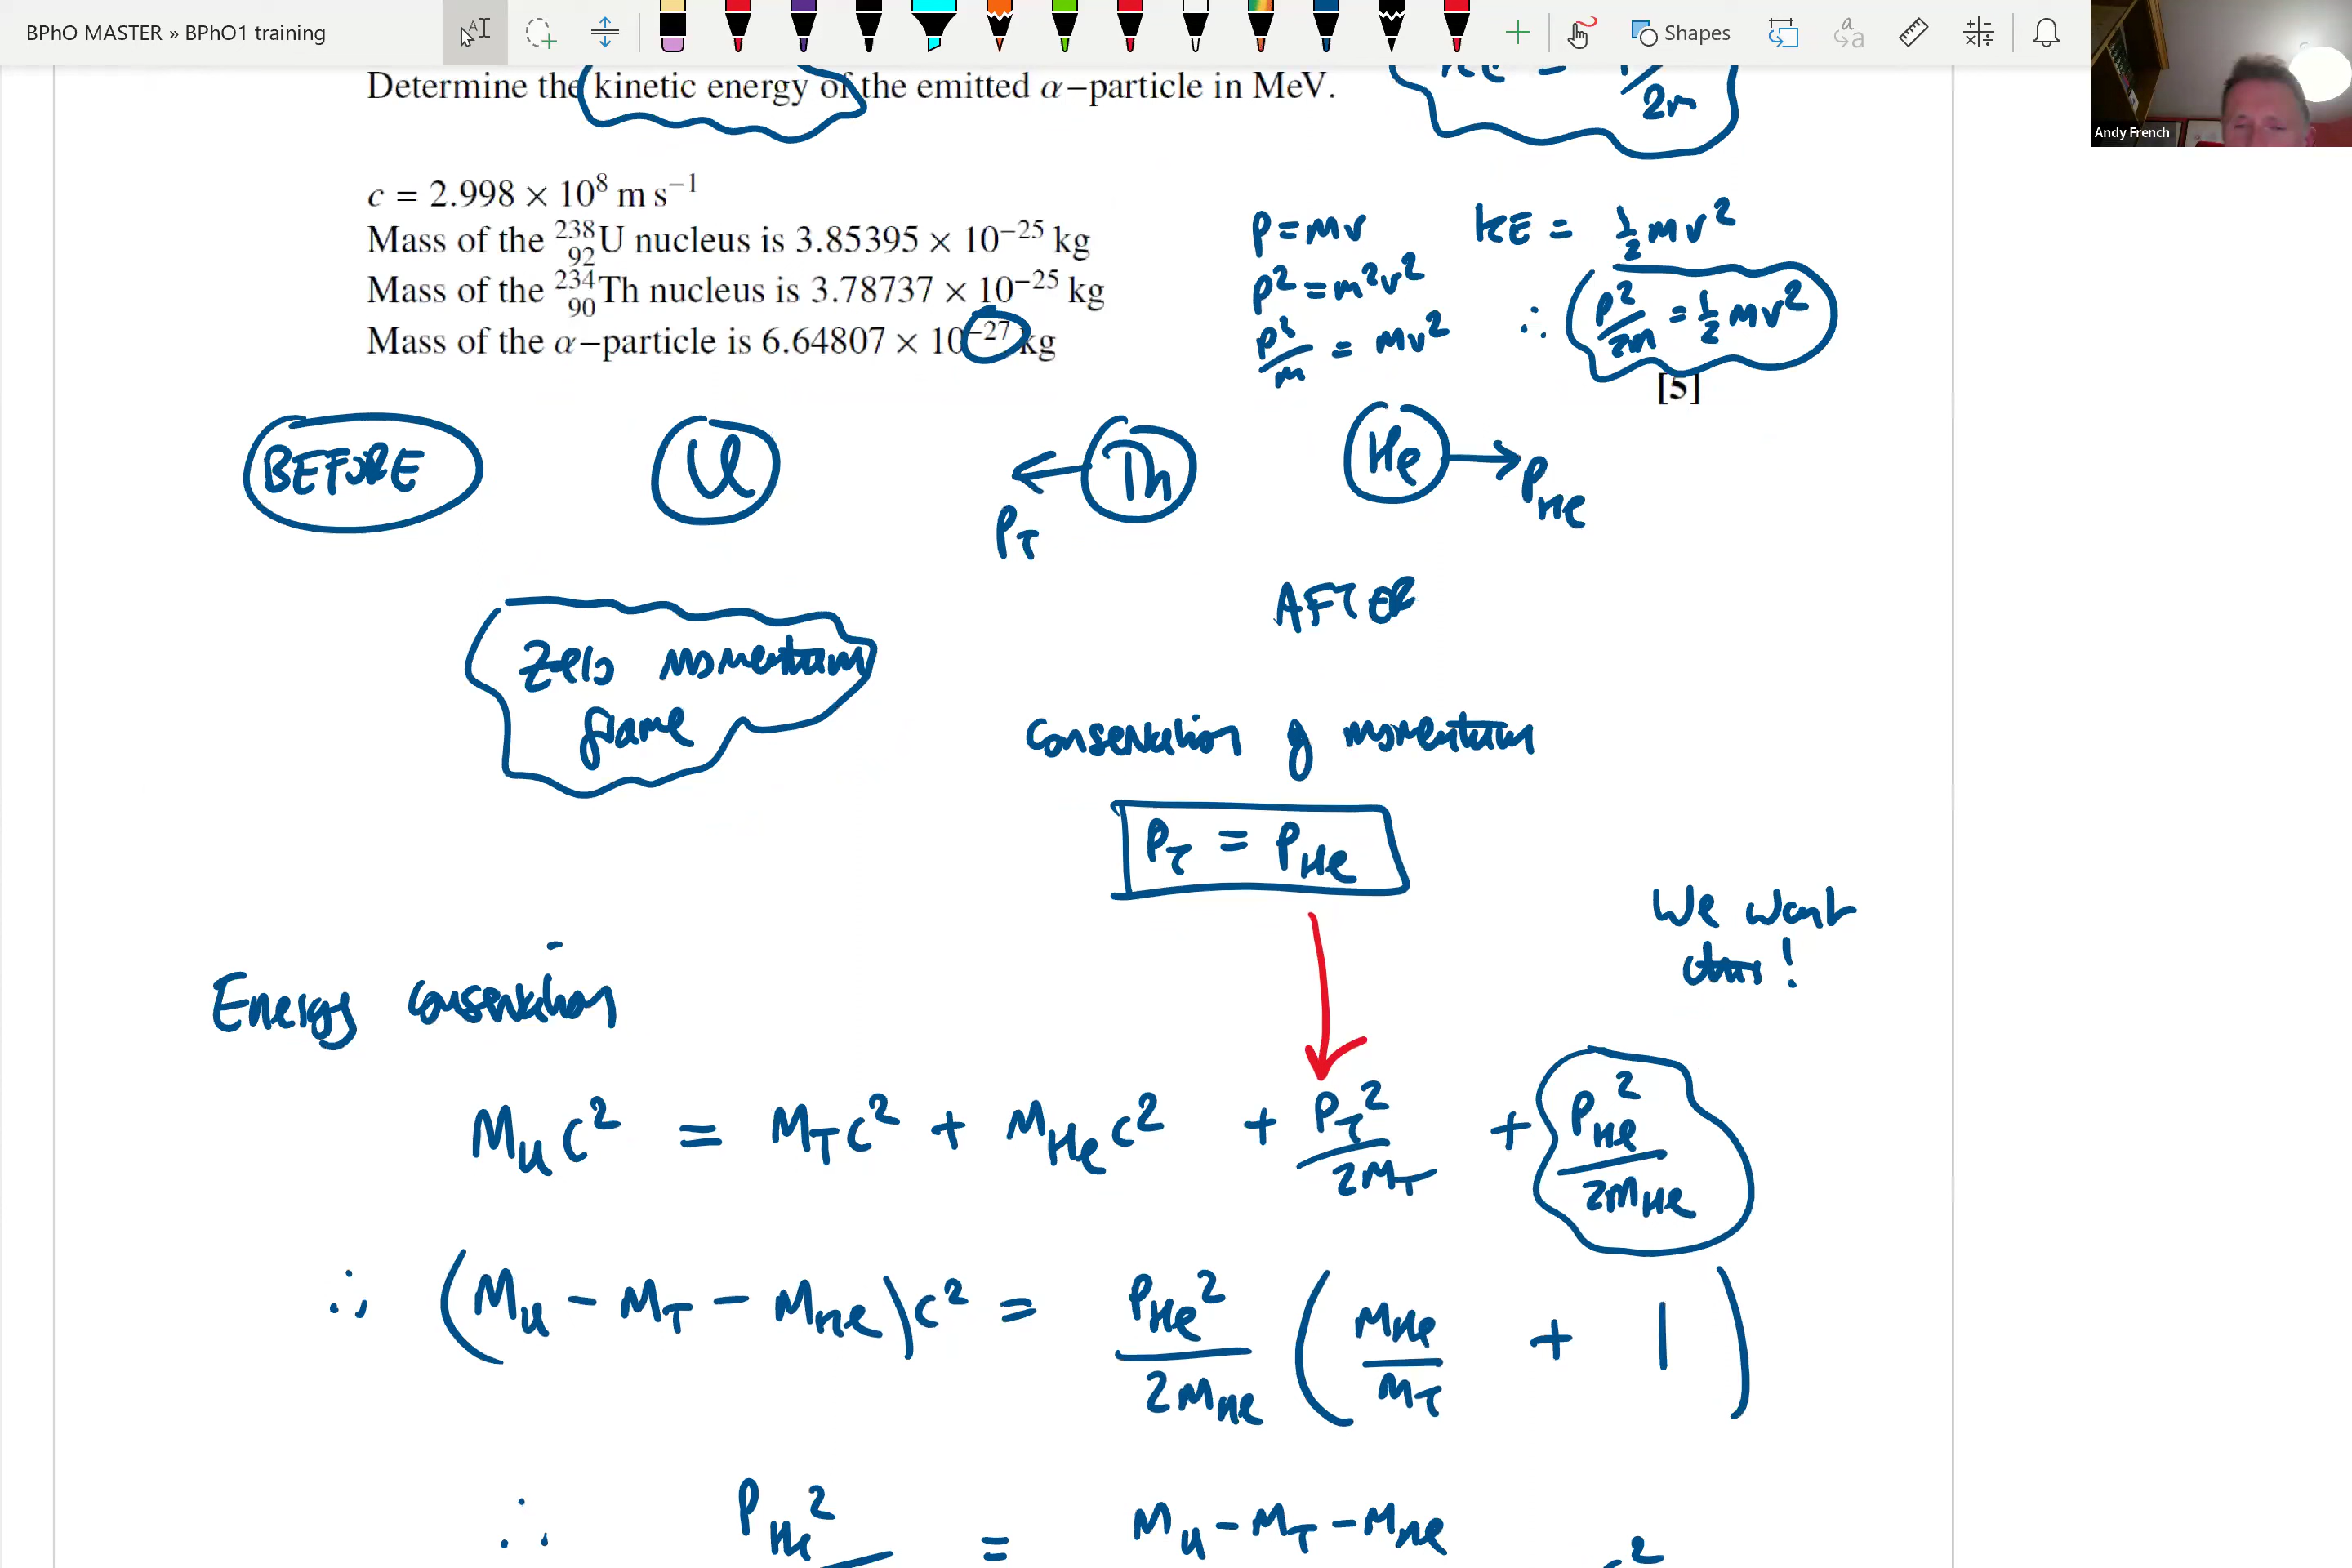 BPhO MASTER » BPhO1 training
Shapes
Andy French
Determine the kinetic energy of the emitted α−particle in MeV.
2m
c = 2.998 × 10⁸ m s⁻¹
Mass of the ²³⁸₉₂U nucleus is 3.85395 × 10⁻²⁵ kg
Mass of the ²³⁴₉₀Th nucleus is 3.78737 × 10⁻²⁵ kg
Mass of the α−particle is 6.64807 × 10⁻²⁷ kg
[5]
P = mv
P² = m²v²
P²/m = mv²
KE = ½mv²
∴ P²/2m = ½mv²
BEFORE
U
Th
He
P_T
P_He
AFTER
Zero momentum
frame
Conservation of momentum
P_T = P_He
We want
this!
Energy conservation
M_U c² = M_T c² + M_He c² + P_T²/2M_T + P_He²/2M_He
∴ (M_U − M_T − M_He)c² = P_He²/2M_He (M_He/M_T + 1)
∴ P_He² = M_U − M_T − M_He c²